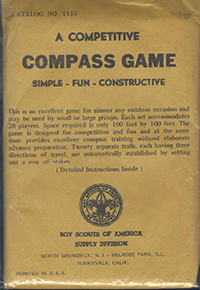 CATALOG NO. 1133
A COMPETITIVE
COMPASS GAME
SIMPLE - FUN - CONSTRUCTIVE
This is an excellent game for almost any outdoor occasion and
may be used by small or large groups. Each set accommodates
20 players. Space required is only 100 feet by 100 feet. The
game is designed for competition and fun and at the same
time provides excellent compass training without elaborate
advance preparation. Twenty separate trails, each having three
directions of travel, are automatically established by setting
out a row of stakes.
(Detailed Instructions Inside)
BOY SCOUTS OF AMERICA
SUPPLY DIVISION
NORTH BRUNSWICK, N. J. - MELROSE PARK, ILL.
SUNNYVALE, CALIF.
PRINTED IN U.S.A.